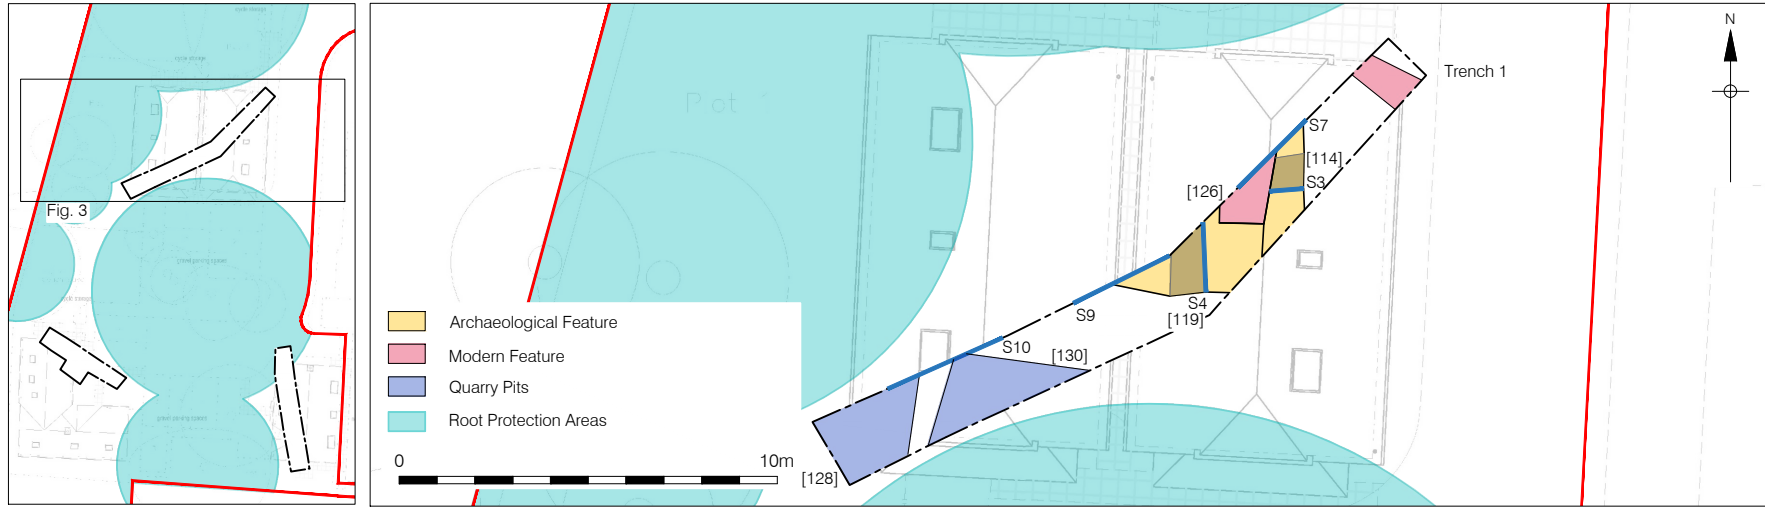 Fig. 3
Plot
N
Trench 1
S7
[114]
S3
[126]
S4
[119]
S9
S10
[130]
[128]
Archaeological Feature
Modern Feature
Quarry Pits
Root Protection Areas
0
10m